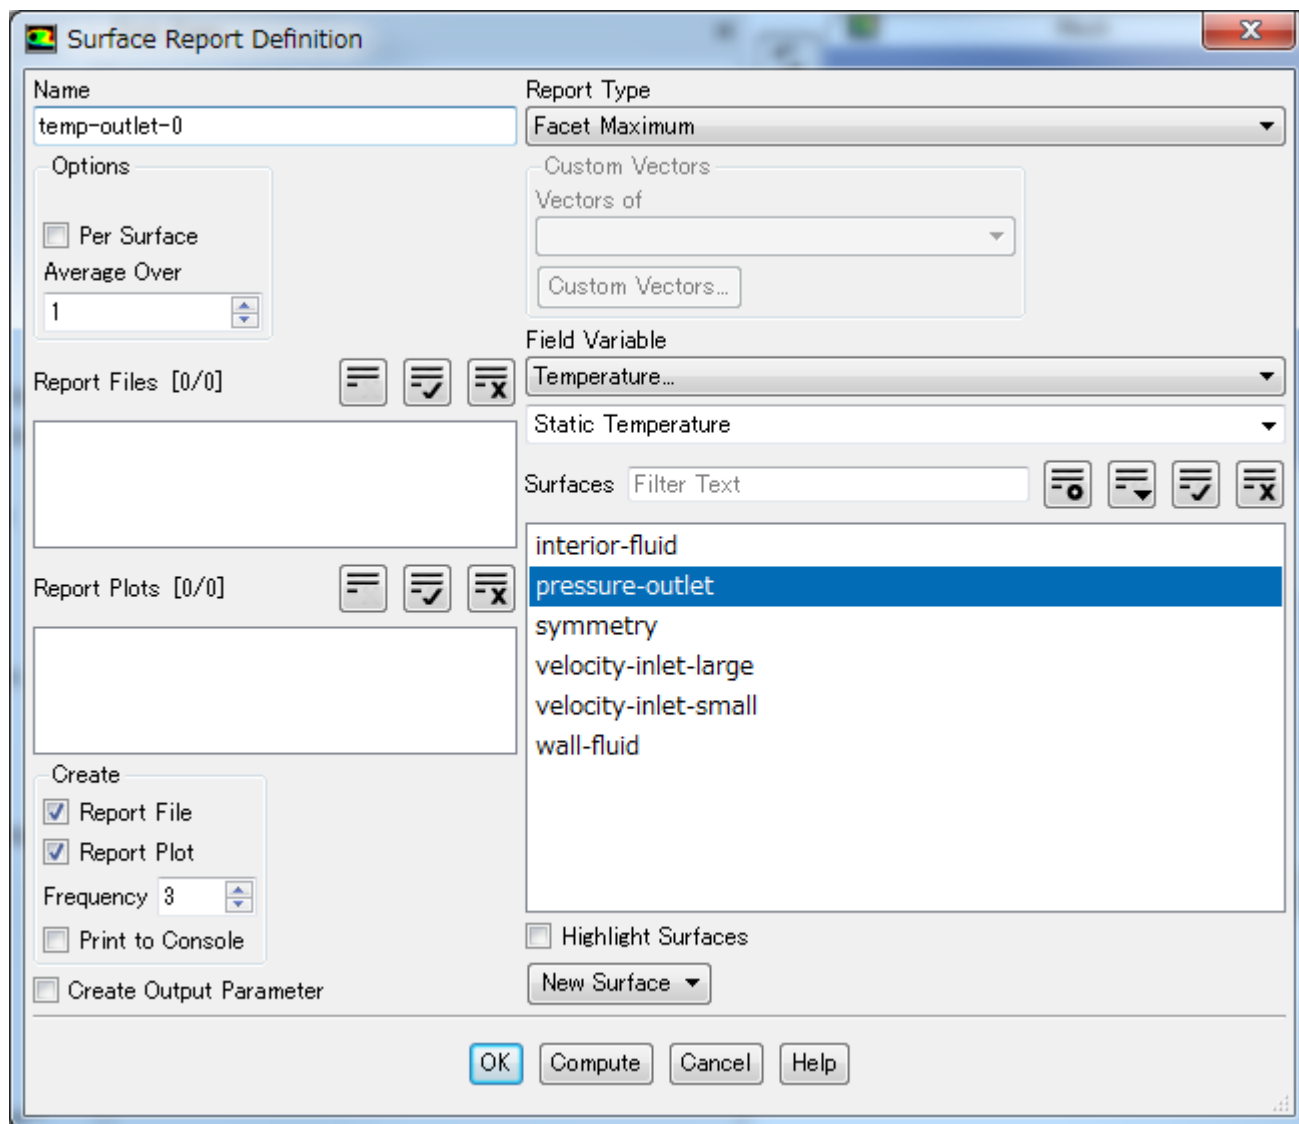 Surface Report Definition
Name
temp-outlet-0
Options
Per Surface
Average Over
1
Report Files [0/0]
Report Plots [0/0]
Create
Report File
Report Plot
Frequency 3
Print to Console
Create Output Parameter
Report Type
Facet Maximum
Custom Vectors
Vectors of
Custom Vectors...
Field Variable
Temperature...
Static Temperature
Surfaces Filter Text
interior-fluid
pressure-outlet
symmetry
velocity-inlet-large
velocity-inlet-small
wall-fluid
Highlight Surfaces
New Surface
OK Compute Cancel Help